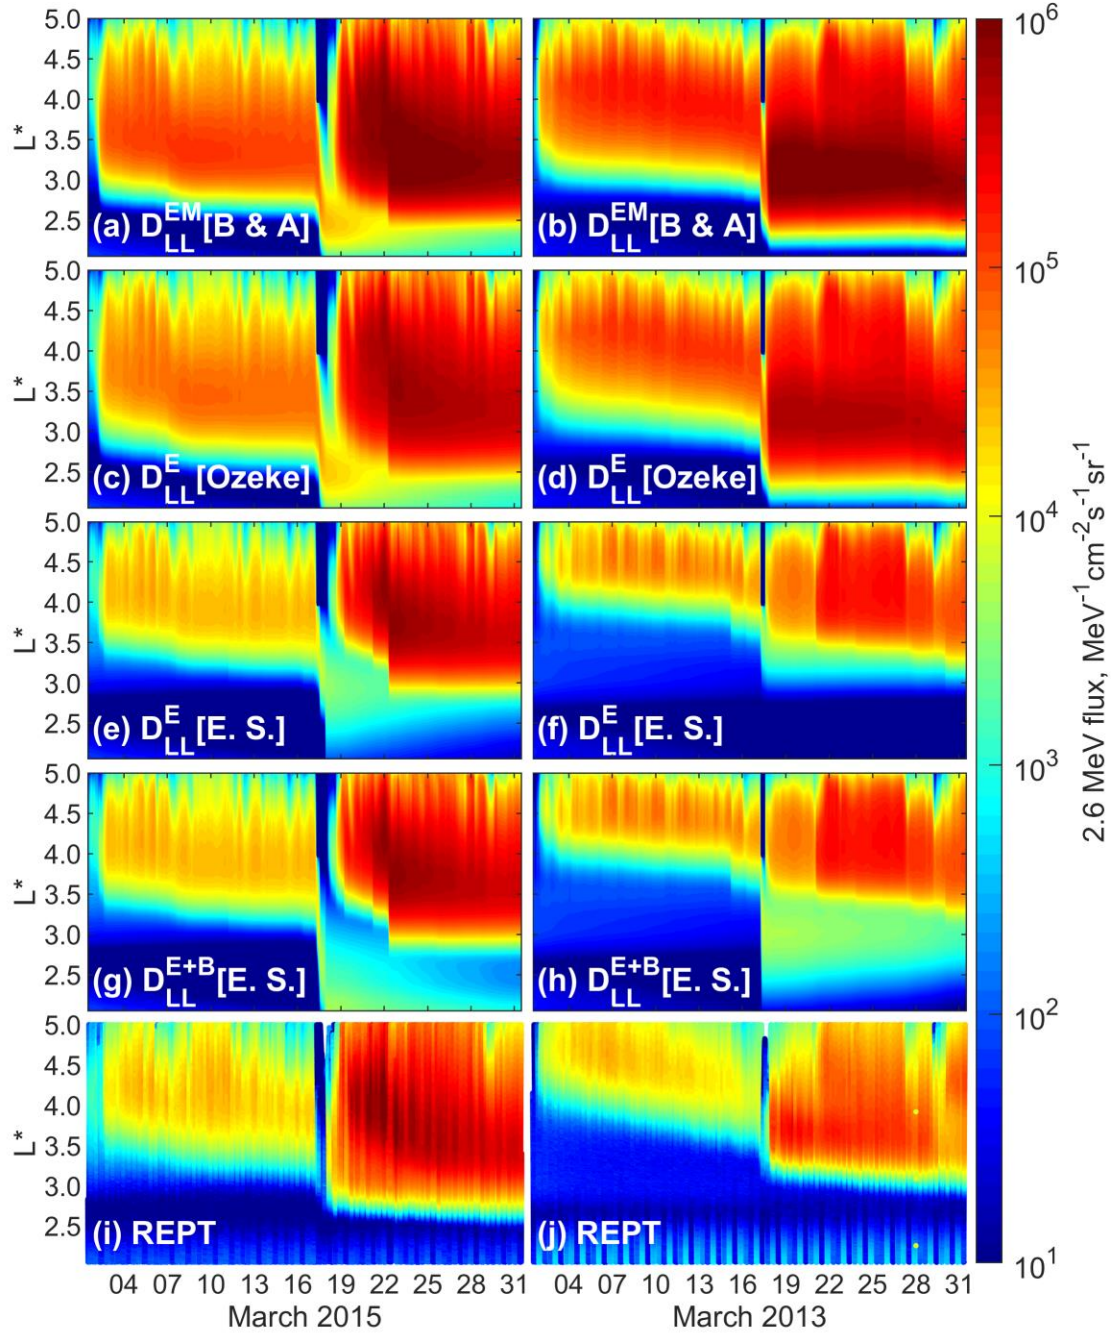 5.0
4.5
4.0
3.5
3.0
2.5
L*
(a) D_LL^EM [B & A]
(b) D_LL^EM [B & A]
5.0
4.5
4.0
3.5
3.0
2.5
L*
(c) D_LL^E [Ozeke]
(d) D_LL^E [Ozeke]
5.0
4.5
4.0
3.5
3.0
2.5
L*
(e) D_LL^E [E. S.]
(f) D_LL^E [E. S.]
5.0
4.5
4.0
3.5
3.0
2.5
L*
(g) D_LL^E+B [E. S.]
(h) D_LL^E+B [E. S.]
5.0
4.5
4.0
3.5
3.0
2.5
L*
(i) REPT
(j) REPT
04 07 10 13 16 19 22 25 28 31
March 2015
04 07 10 13 16 19 22 25 28 31
March 2013
10^6
10^5
10^4
10^3
10^2
10^1
2.6 MeV flux, MeV^-1 cm^-2 s^-1 sr^-1